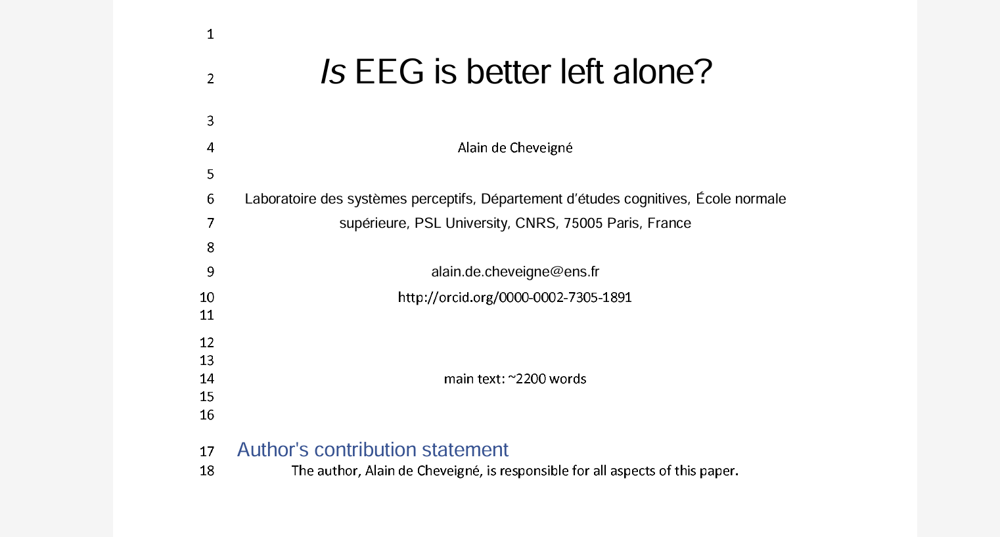 1
2 Is EEG is better left alone?
3
4 Alain de Cheveigné
5
6 Laboratoire des systèmes perceptifs, Département d’études cognitives, École normale
7 supérieure, PSL University, CNRS, 75005 Paris, France
8
9 alain.de.cheveigne@ens.fr
10 http://orcid.org/0000-0002-7305-1891
11
12
13
14 main text: ~2200 words
15
16
17 Author's contribution statement
18 The author, Alain de Cheveigné, is responsible for all aspects of this paper.